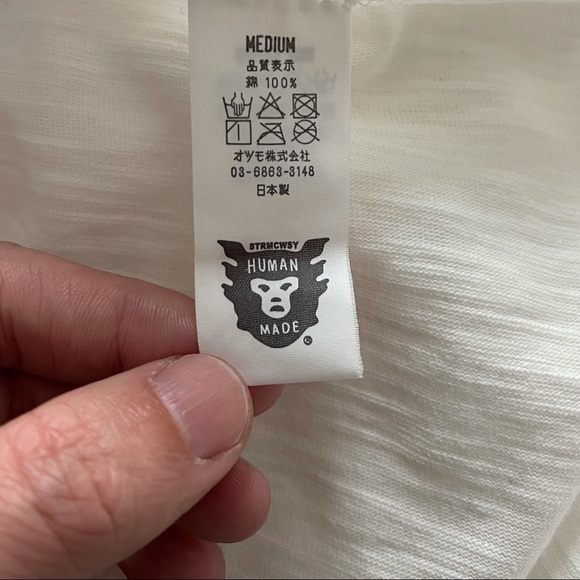 MEDIUM
品質表示
綿 100%
オツモ株式会社
03-6863-3148
日本製
STRMCWSY
HUMAN
MADE